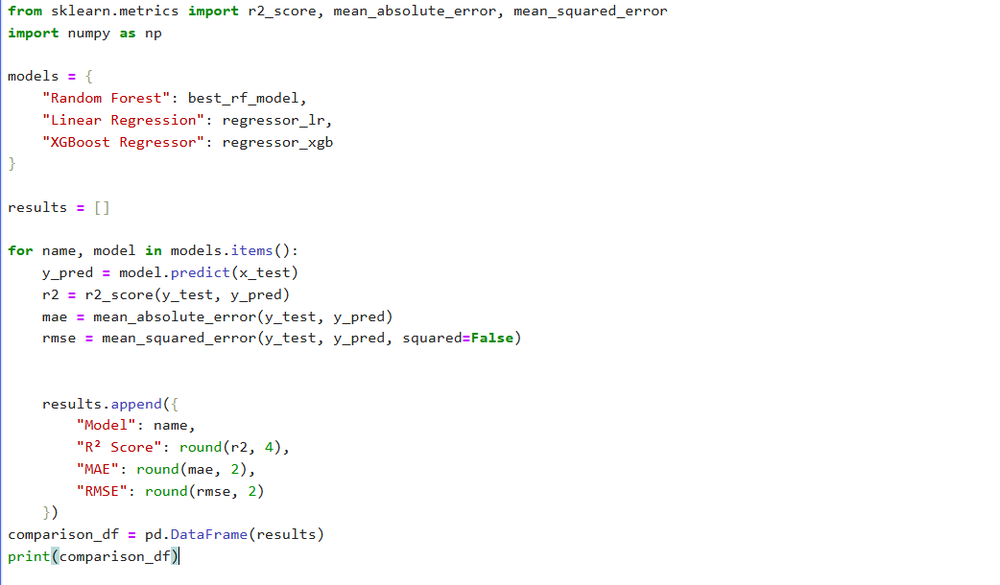 from sklearn.metrics import r2_score, mean_absolute_error, mean_squared_error
import numpy as np
models = {
    "Random Forest": best_rf_model,
    "Linear Regression": regressor_lr,
    "XGBoost Regressor": regressor_xgb
}
results = []
for name, model in models.items():
    y_pred = model.predict(x_test)
    r2 = r2_score(y_test, y_pred)
    mae = mean_absolute_error(y_test, y_pred)
    rmse = mean_squared_error(y_test, y_pred, squared=False)
    results.append({
        "Model": name,
        "R² Score": round(r2, 4),
        "MAE": round(mae, 2),
        "RMSE": round(rmse, 2)
    })
comparison_df = pd.DataFrame(results)
print(comparison_df)